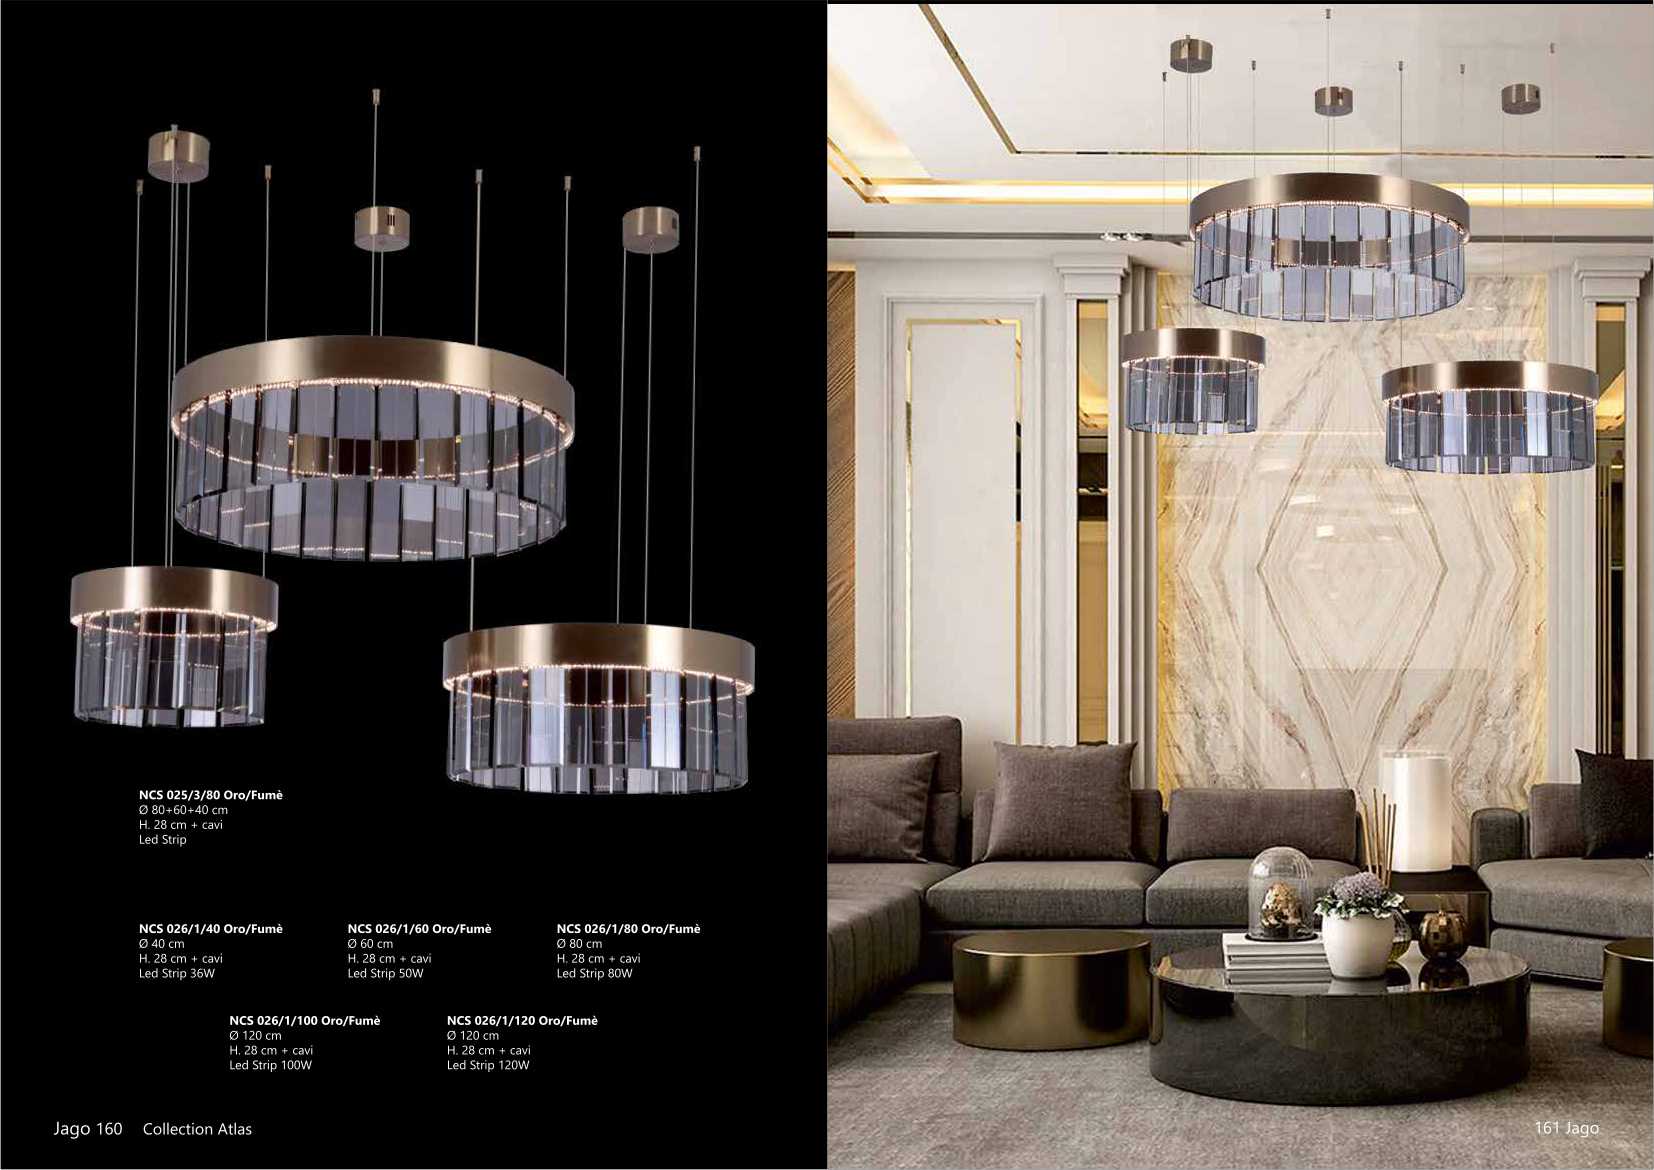 NCS 025/3/80 Oro/Fumè
Ø 80+60+40 cm
H. 28 cm + cavi
Led Strip
NCS 026/1/40 Oro/Fumè
Ø 40 cm
H. 28 cm + cavi
Led Strip 36W
NCS 026/1/60 Oro/Fumè
Ø 60 cm
H. 28 cm + cavi
Led Strip 50W
NCS 026/1/80 Oro/Fumè
Ø 80 cm
H. 28 cm + cavi
Led Strip 80W
NCS 026/1/100 Oro/Fumè
Ø 120 cm
H. 28 cm + cavi
Led Strip 100W
NCS 026/1/120 Oro/Fumè
Ø 120 cm
H. 28 cm + cavi
Led Strip 120W
Jago 160 Collection Atlas
161 Jago